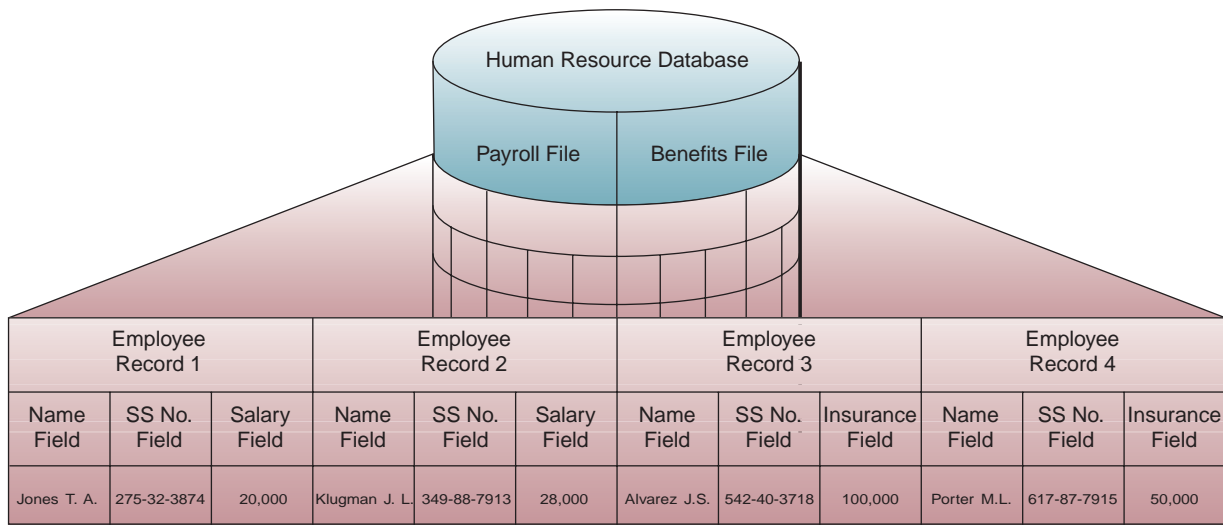 Human Resource Database
Payroll File Benefits File
Employee Employee Employee Employee
Record 1 Record 2 Record 3 Record 4
Name SS No. Salary Name SS No. Salary Name SS No. Insurance Name SS No. Insurance
Field Field Field Field Field Field Field Field Field Field Field Field
Jones T. A. 275-32-3874 20,000 Klugman J. L. 349-88-7913 28,000 Alvarez J.S. 542-40-3718 100,000 Porter M.L. 617-87-7915 50,000